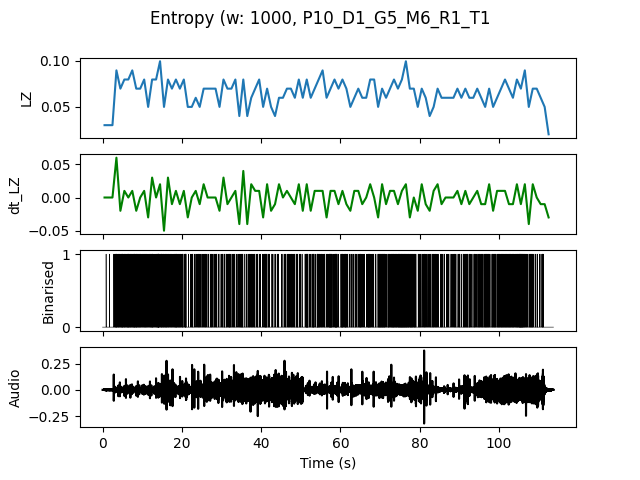 Entropy (w: 1000, P10_D1_G5_M6_R1_T1
0.10
0.05
LZ
0.05
0.00
−0.05
dt_LZ
1
0
Binarised
0.25
0.00
−0.25
Audio
0 20 40 60 80 100
Time (s)